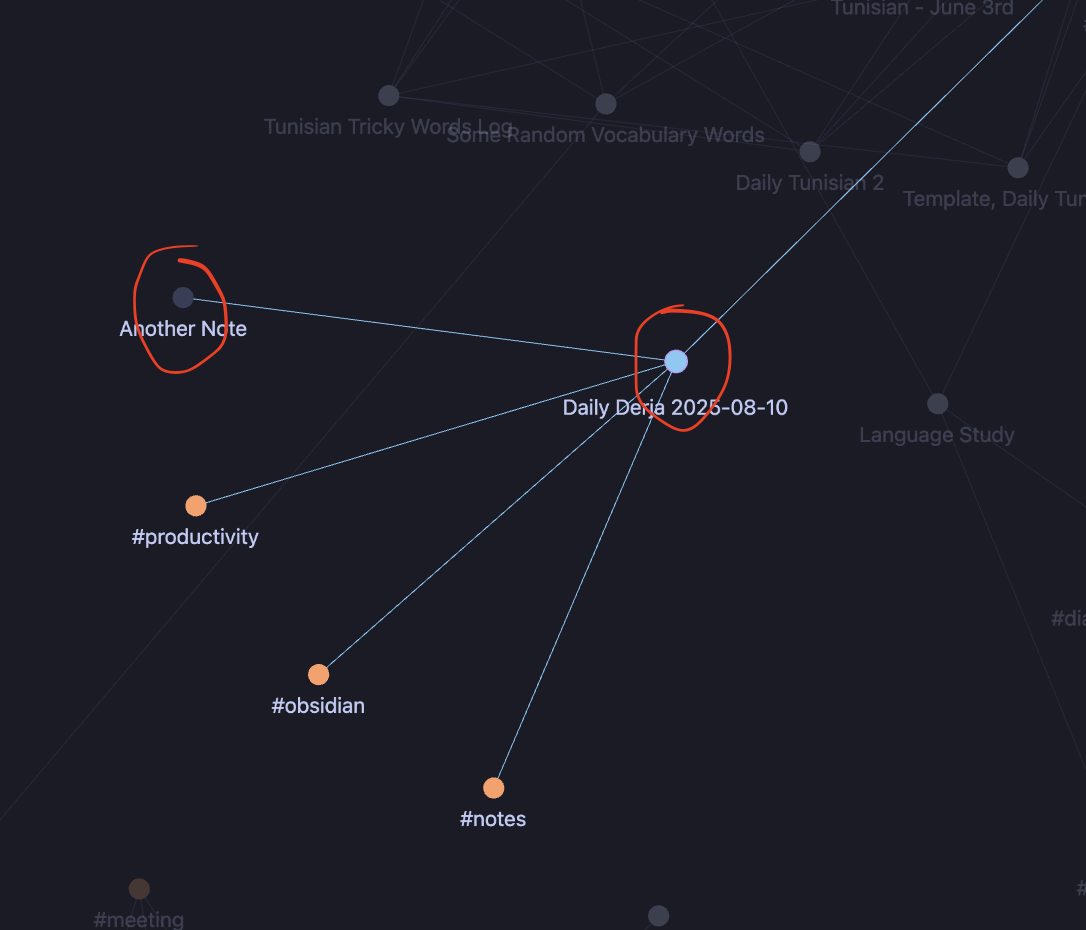 Tunisian - June 3rd
Tunisian Tricky Words Log
Some Random Vocabulary Words
Daily Tunisian 2
Template, Daily Tun
Another Note
Daily Derja 2025-08-10
Language Study
#productivity
#dia
#obsidian
#notes
#
#meeting